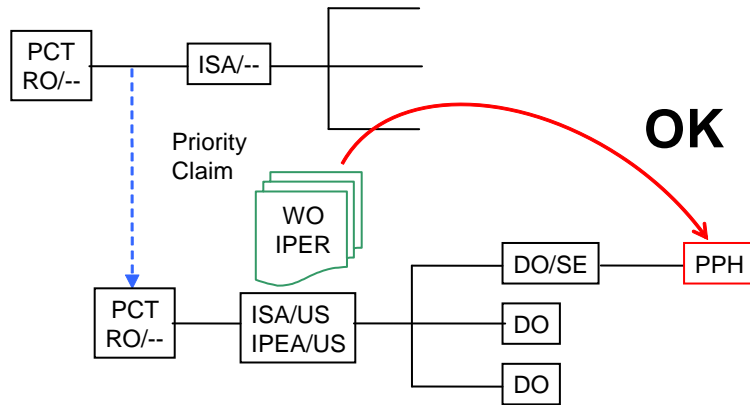 PCT
RO/--
ISA/--
OK
Priority
Claim
WO
IPER
DO/SE
PPH
PCT
RO/--
ISA/US
IPEA/US
DO
DO